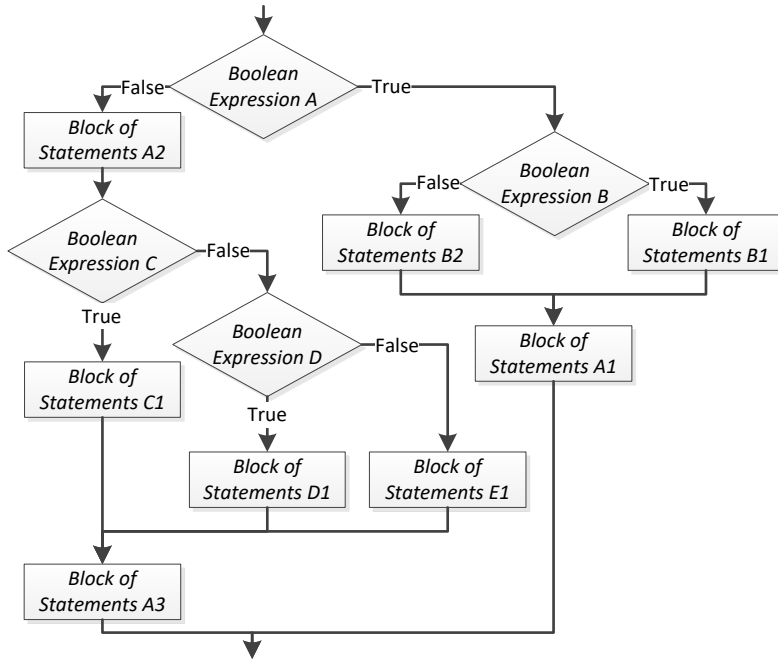 Boolean
Expression A
False
True
Block of
Statements A2
Boolean
Expression B
False
True
Block of
Statements B2
Block of
Statements B1
Boolean
Expression C
False
True
Boolean
Expression D
False
True
Block of
Statements A1
Block of
Statements C1
Block of
Statements D1
Block of
Statements E1
Block of
Statements A3